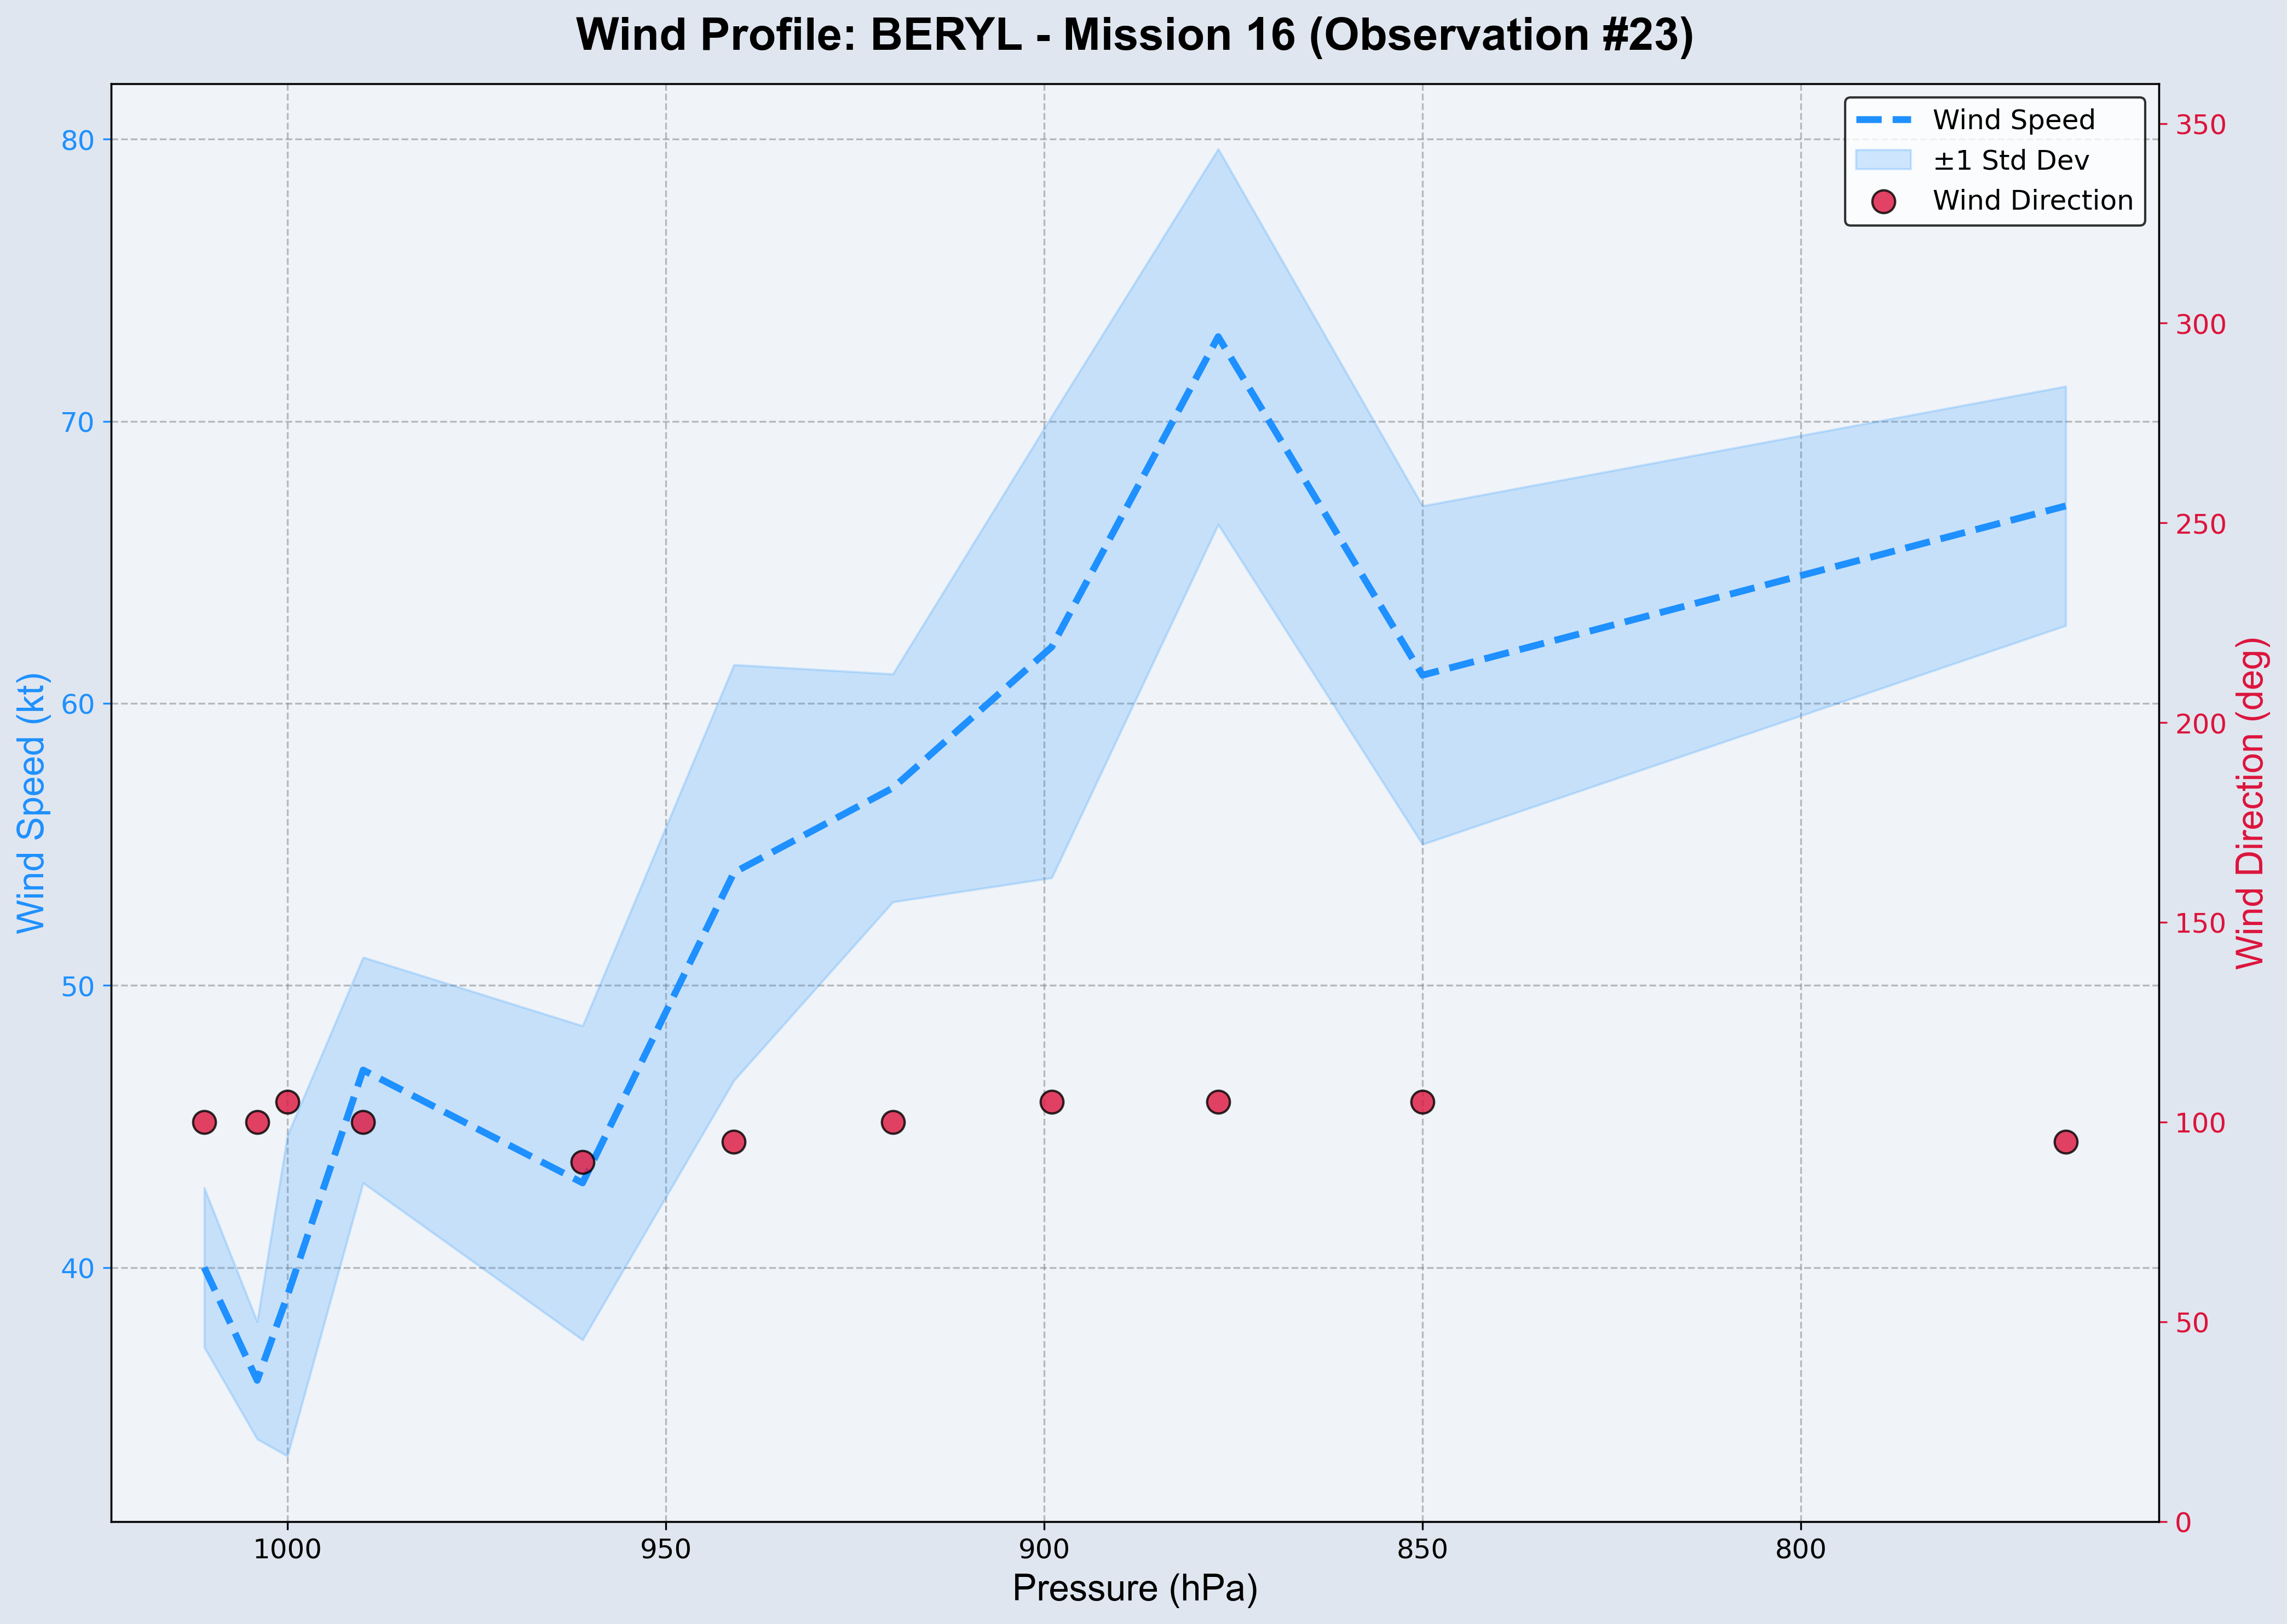 Wind Profile: BERYL - Mission 16 (Observation #23)
Wind Speed
±1 Std Dev
Wind Direction
Wind Speed (kt)
80
70
60
50
40
350
300
250
200
150
100
50
0
Wind Direction (deg)
1000
950
900
850
800
Pressure (hPa)